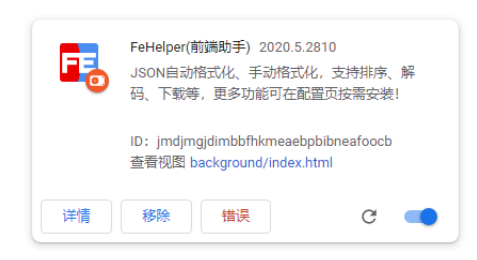 FE
FeHelper(前端助手) 2020.5.2810
JSON自动格式化、手动格式化，支持排序、解
码、下载等，更多功能可在配置页按需安装!
ID：jmdjmgjdimbbfhkmeaebpbibneafoocb
查看视图 background/index.html
详情 移除 错误